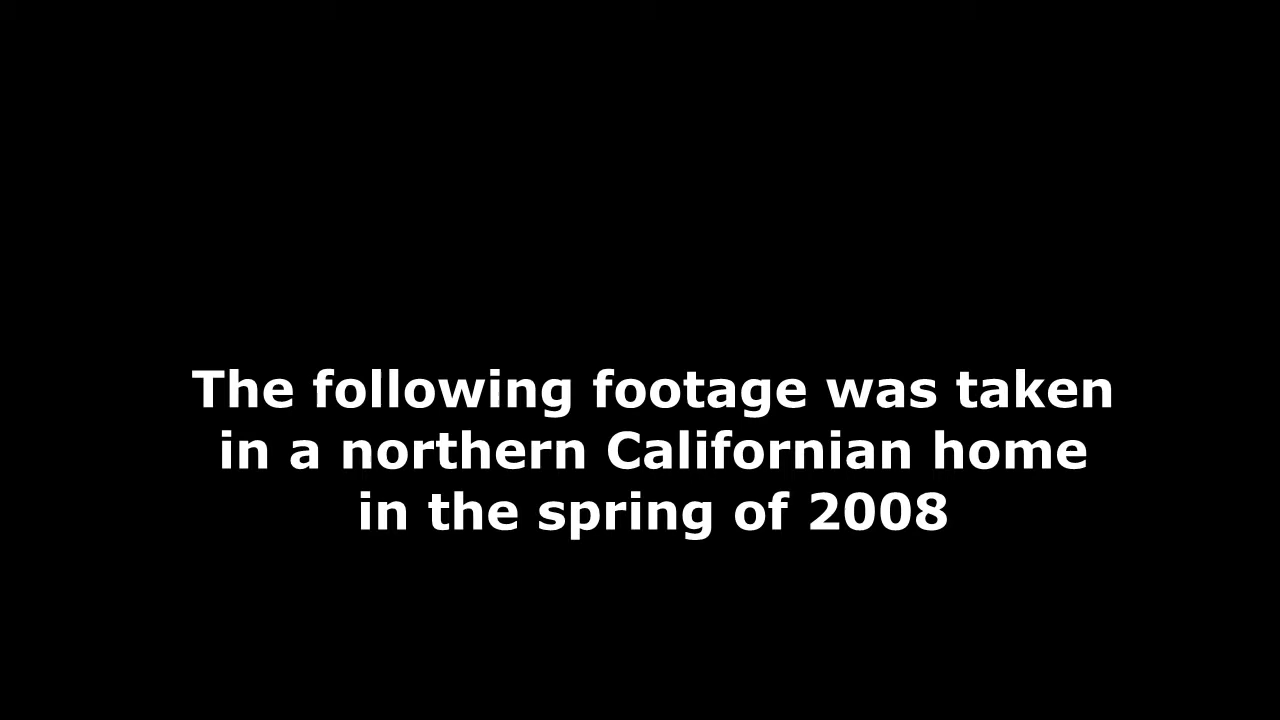 The following footage was taken
in a northern Californian home
in the spring of 2008